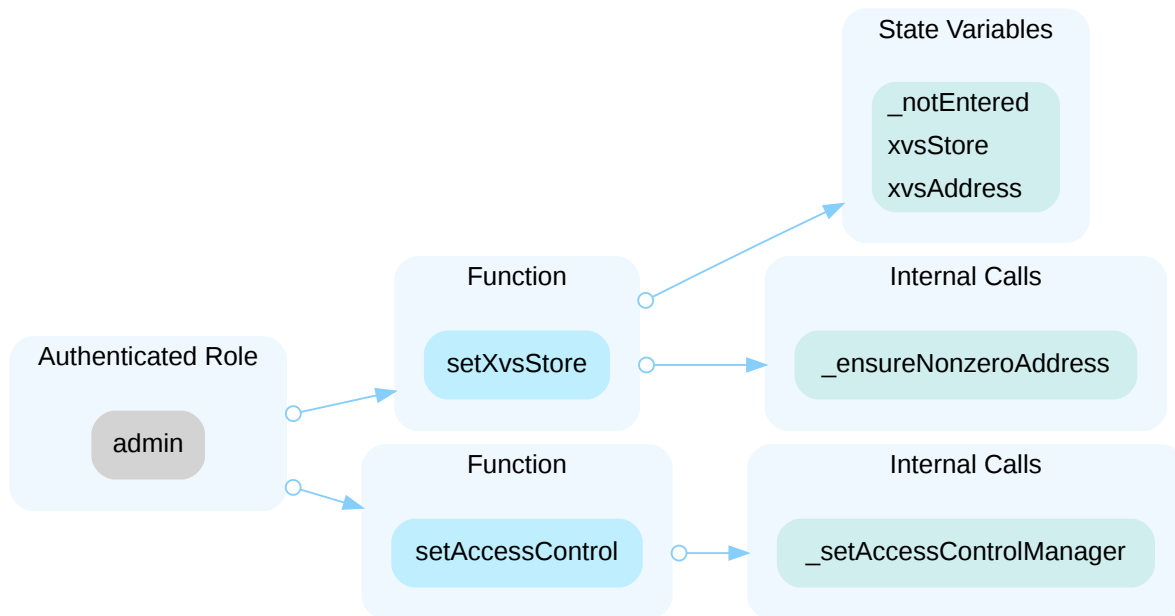 State Variables
_notEntered
xvsStore
xvsAddress
Function
setXvsStore
Internal Calls
_ensureNonzeroAddress
Authenticated Role
admin
Function
setAccessControl
Internal Calls
_setAccessControlManager